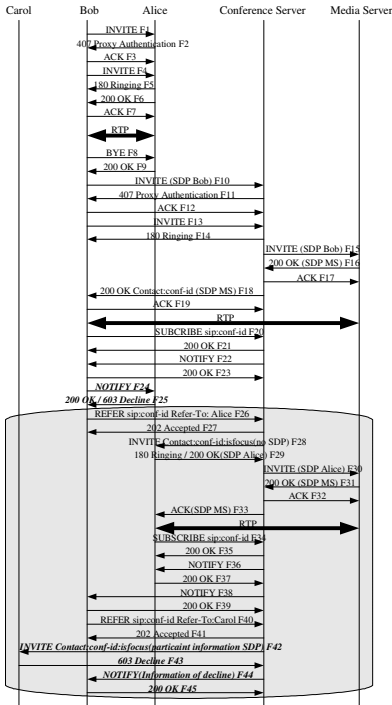 Carol Bob Alice Conference Server Media Server
INVITE F1
407 Proxy Authentication F2
ACK F3
INVITE F4
180 Ringing F5
200 OK F6
ACK F7
RTP
BYE F8
200 OK F9
INVITE (SDP Bob) F10
407 Proxy Authentication F11
ACK F12
INVITE F13
180 Ringing F14
INVITE (SDP Bob) F15
200 OK (SDP MS) F16
ACK F17
200 OK Contact:conf-id (SDP MS) F18
ACK F19
RTP
SUBCRIBE sip:conf-id F20
200 OK F21
NOTIFY F22
200 OK F23
NOTIFY F24
200 OK / 603 Decline F25
REFER sip:conf-id Refer-To: Alice F26
202 Accepted F27
INVITE Contact:conf-id:isfocus(no SDP) F28
180 Ringing / 200 OK(SDP Alice) F29
INVITE (SDP Alice) F30
200 OK (SDP MS) F31
ACK F32
ACK(SDP MS) F33
RTP
SUBSCRIBE sip:conf-id F34
200 OK F35
NOTIFY F36
200 OK F37
NOTIFY F38
200 OK F39
REFER sip:conf-id Refer-To:Carol F40
202 Accepted F41
INVITE Contact:conf-id:isfocus(particaint information SDP) F42
603 Decline F43
NOTIFY(Information of decline) F44
200 OK F45